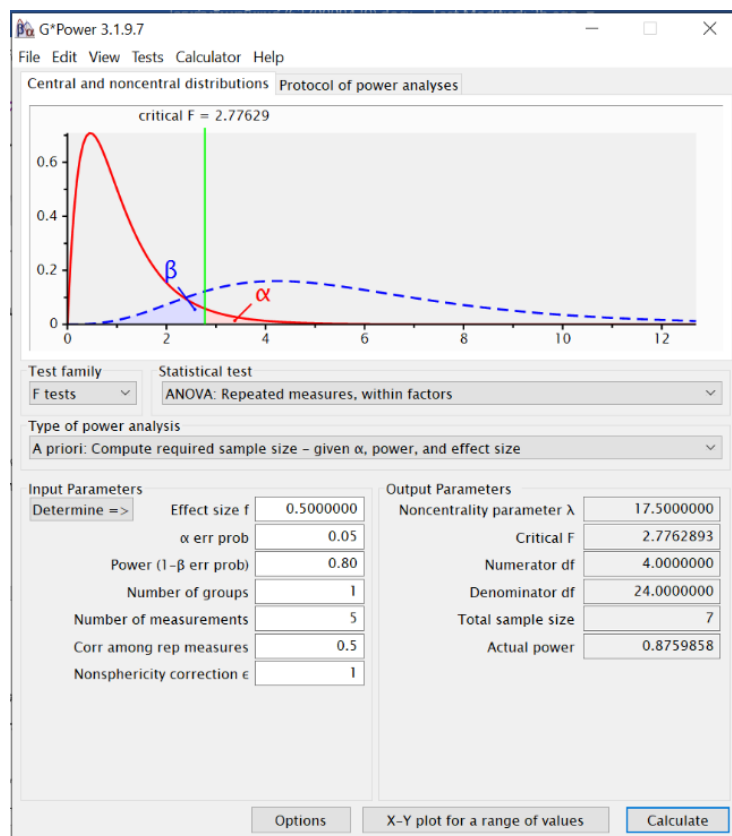 G*Power 3.1.9.7
File Edit View Tests Calculator Help
Central and noncentral distributions Protocol of power analyses
critical F = 2.77629
0.6
0.4
0.2
0
β
α
0 2 4 6 8 10 12
Test family Statistical test
F tests ANOVA: Repeated measures, within factors
Type of power analysis
A priori: Compute required sample size – given α, power, and effect size
Input Parameters Output Parameters
Determine => Effect size f 0.5000000 Noncentrality parameter λ 17.5000000
α err prob 0.05 Critical F 2.7762893
Power (1-β err prob) 0.80 Numerator df 4.0000000
Number of groups 1 Denominator df 24.0000000
Number of measurements 5 Total sample size 7
Corr among rep measures 0.5 Actual power 0.8759858
Nonsphericity correction ϵ 1
Options X-Y plot for a range of values Calculate